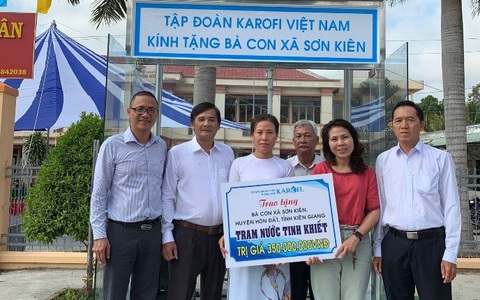 TẬP ĐOÀN KAROFI VIỆT NAM
KÍNH TẶNG BÀ CON XÃ SƠN KIÊN
ÂN
842038
KAROFI
Trao tặng
BÀ CON XÃ SƠN KIÊN,
HUYỆN HÒN ĐẤT, TỈNH KIÊN GIANG
TRẠM NƯỚC TINH KHIẾT
TRỊ GIÁ 350.000.000VNĐ